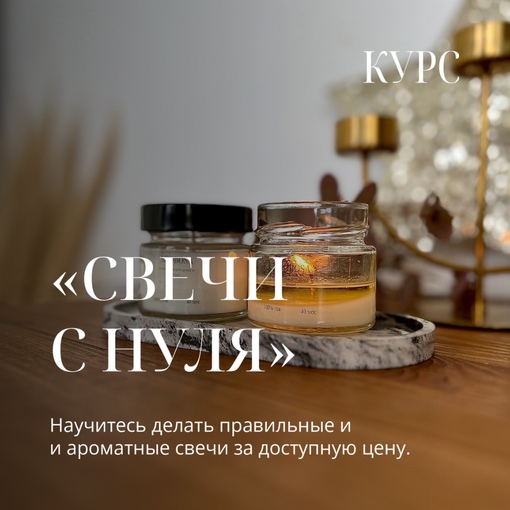 КУРС
«СВЕЧИ
С НУЛЯ»
Научитесь делать правильные и
и ароматные свечи за доступную цену.